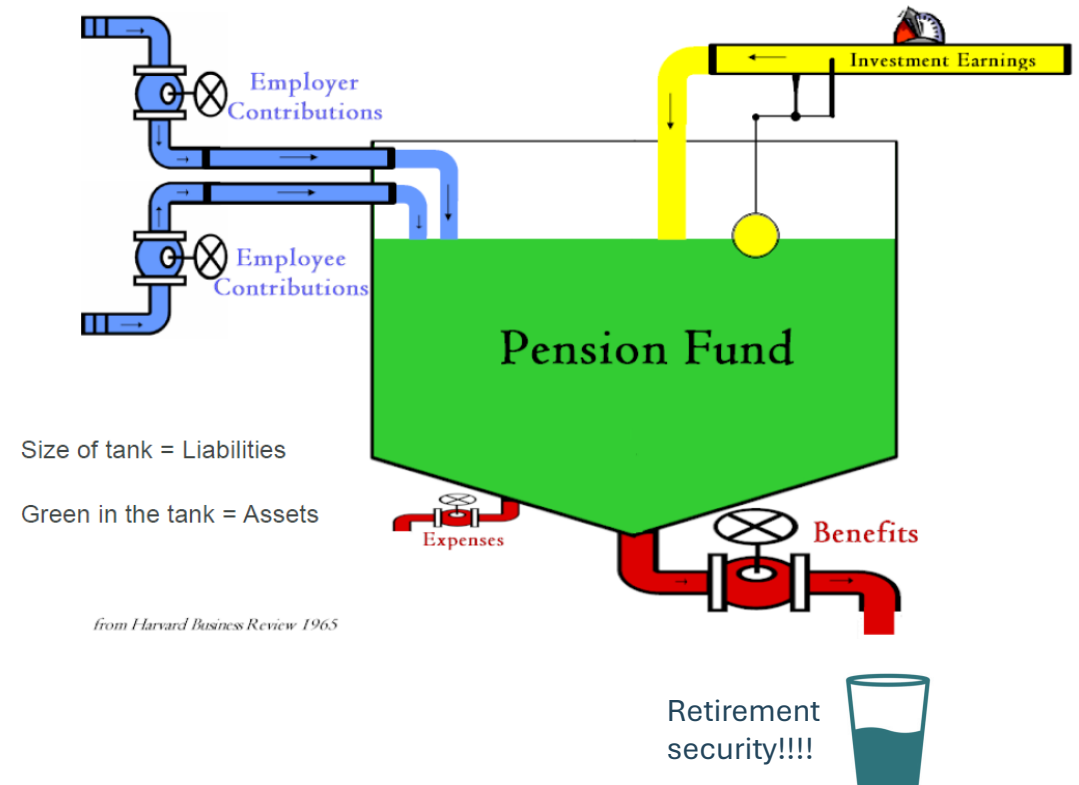 Investment Earnings
Employer
Contributions
Employee
Contributions
Pension Fund
Size of tank = Liabilities
Green in the tank = Assets
Expenses
Benefits
from Harvard Business Review 1965
Retirement
security!!!!